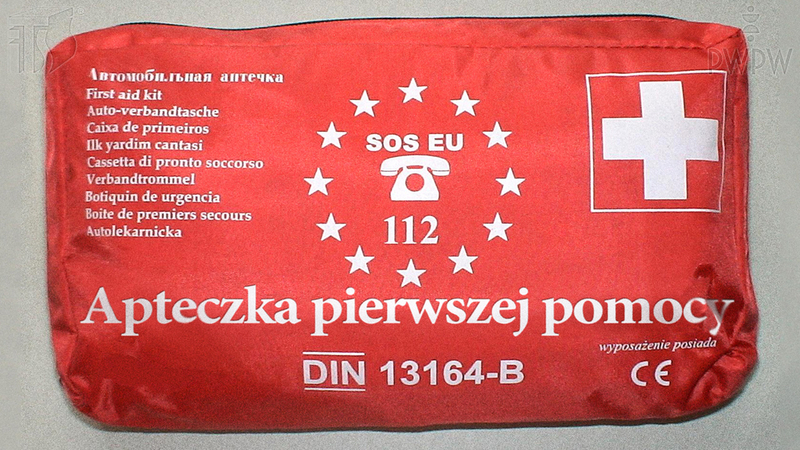 PWPW
Автомобильная аптечка
First aid kit
Auto-verbandtasche
Caixa de primeiros
Ilk yardim cantasi
Cassetta di pronto soccorso
Verbandtrommel
Botiquin de urgencia
Boite de premiers secours
Autolekarnicka
SOS EU
112
Apteczka pierwszej pomocy
wyposażenie posiada
DIN 13164-B
CE